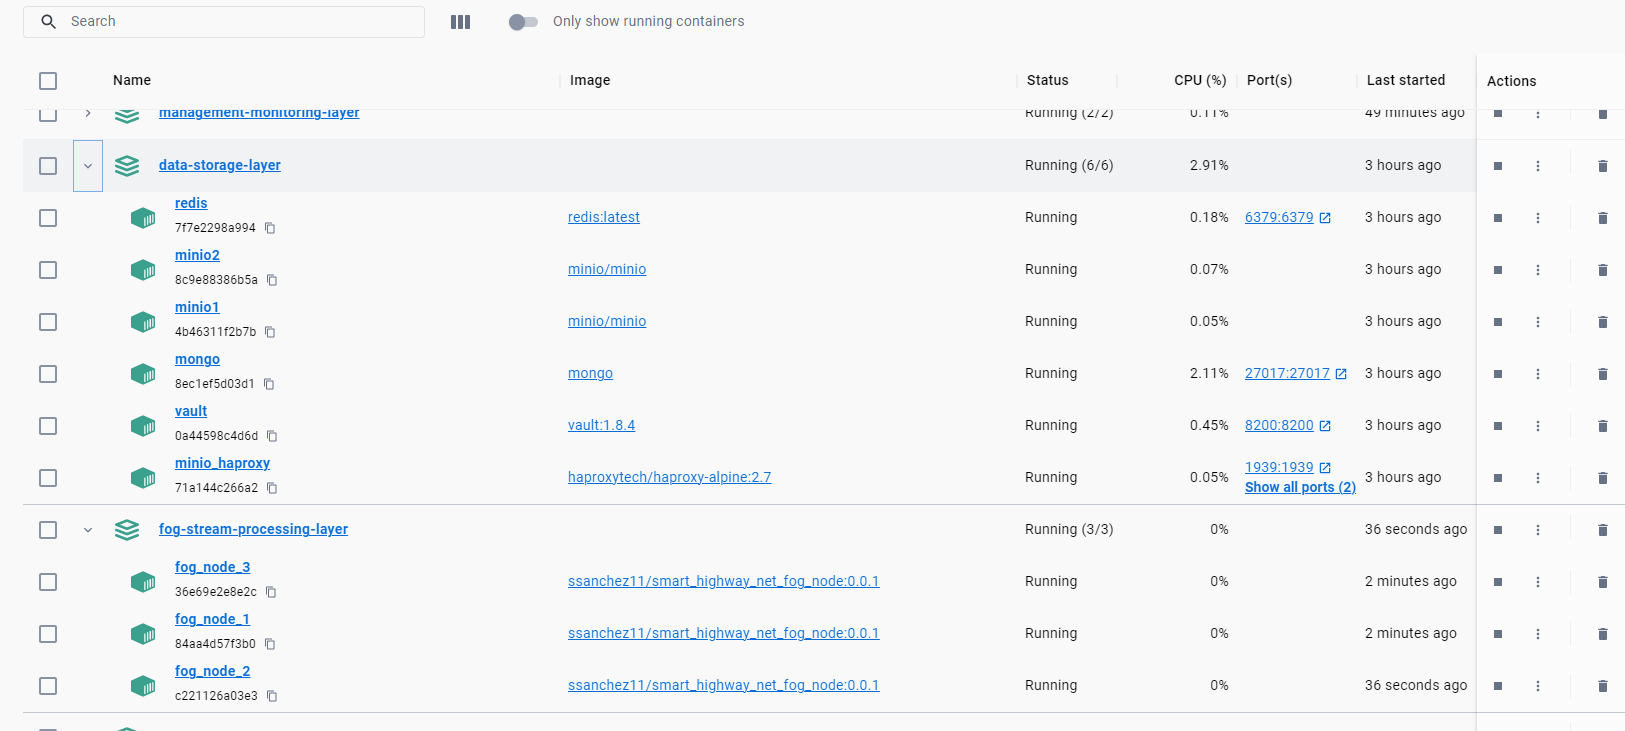 Search
Only show running containers
Name Image Status CPU (%) Port(s) Last started Actions
management-monitoring-layer Running (2/2) 0.11% 49 minutes ago
data-storage-layer Running (6/6) 2.91% 3 hours ago
redis
7f7e2298a994
redis:latest Running 0.18% 6379:6379 3 hours ago
minio2
8c9e88386b5a
minio/minio Running 0.07% 3 hours ago
minio1
4b46311f2b7b
minio/minio Running 0.05% 3 hours ago
mongo
8ec1ef5d03d1
mongo Running 2.11% 27017:27017 3 hours ago
vault
0a44598c4d6d
vault:1.8.4 Running 0.45% 8200:8200 3 hours ago
minio_haproxy
71a144c266a2
haproxytech/haproxy-alpine:2.7 Running 0.05% 1939:1939 3 hours ago
Show all ports (2)
fog-stream-processing-layer Running (3/3) 0% 36 seconds ago
fog_node_3
36e69e2e8e2c
ssanchez11/smart_highway_net_fog_node:0.0.1 Running 0% 2 minutes ago
fog_node_1
84aa4d57f3b0
ssanchez11/smart_highway_net_fog_node:0.0.1 Running 0% 2 minutes ago
fog_node_2
c221126a03e3
ssanchez11/smart_highway_net_fog_node:0.0.1 Running 0% 36 seconds ago